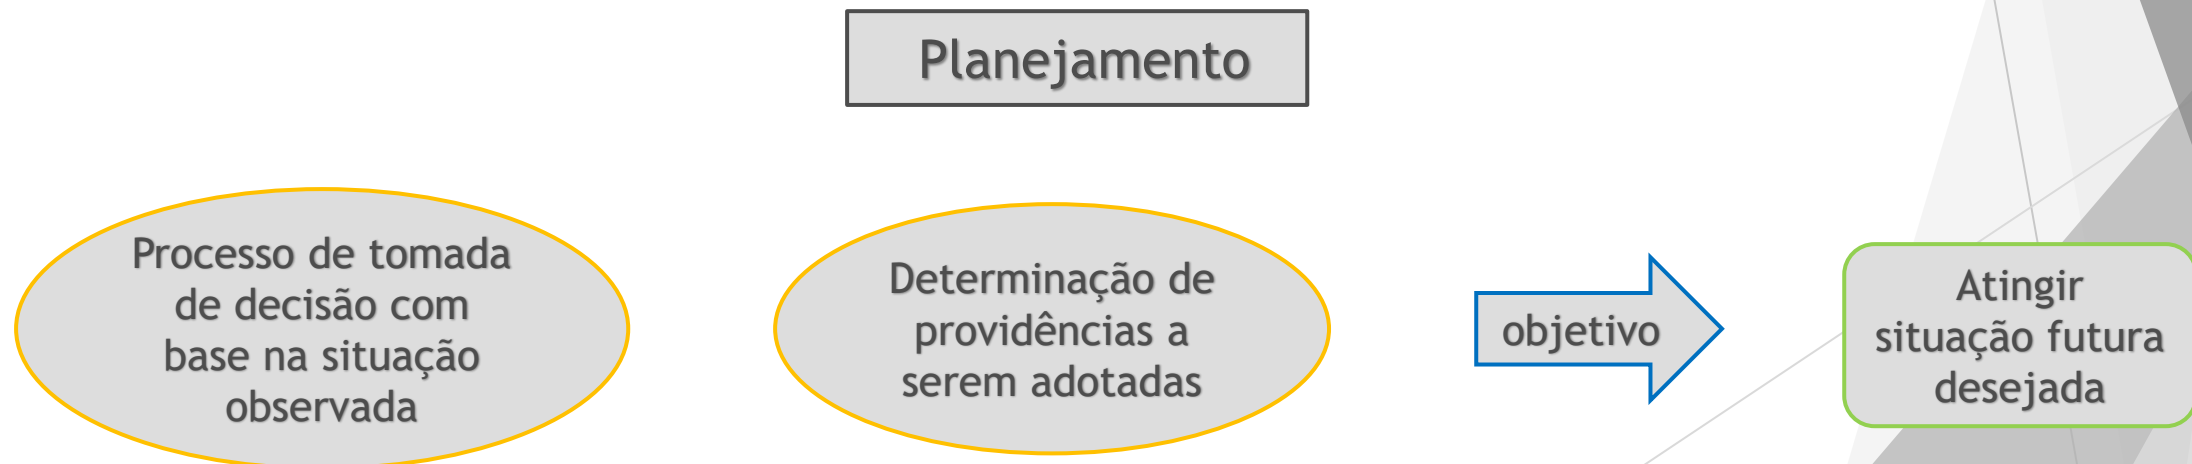 Planejamento
Processo de tomada
de decisão com
base na situação
observada
Determinação de
providências a
serem adotadas
objetivo
Atingir
situação futura
desejada